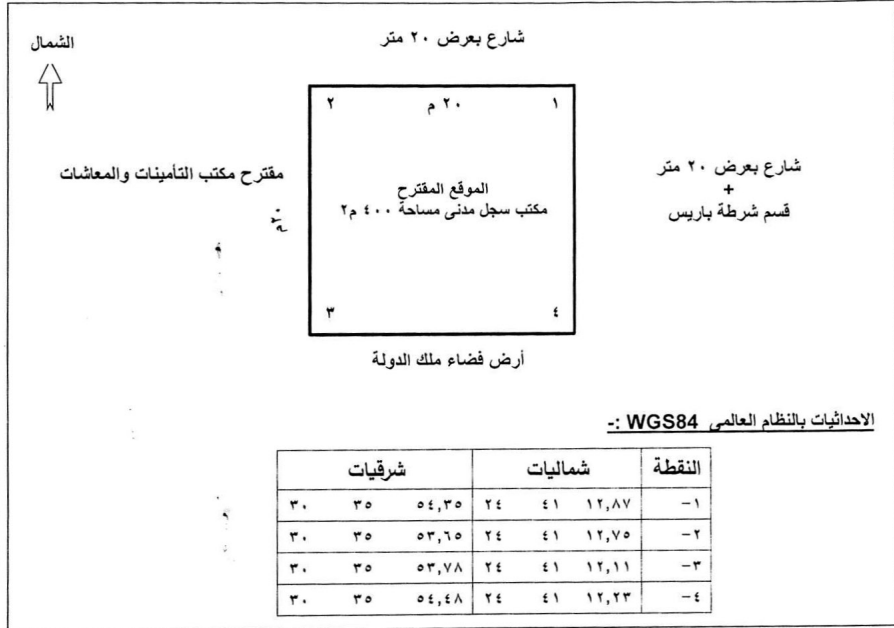 شارع بعرض ٢٠ متر
الشمال
٢ ٢٠ م ١
مقترح مكتب التأمينات والمعاشات
شارع بعرض ٢٠ متر
+
قسم شرطة باريس
الموقع المقترح
مكتب سجل مدنى مساحة ٤٠٠ م٢
٢٠م
٣ ٤
أرض فضاء ملك الدولة
الاحداثيات بالنظام العالمى WGS84 :-
النقطة شماليات شرقيات
١- ١٢,٨٧ ٤١ ٢٤ ٥٤,٣٥ ٣٥ ٣٠
٢- ١٢,٧٥ ٤١ ٢٤ ٥٣,٦٥ ٣٥ ٣٠
٣- ١٢,١١ ٤١ ٢٤ ٥٣,٧٨ ٣٥ ٣٠
٤- ١٢,٢٣ ٤١ ٢٤ ٥٤,٤٨ ٣٥ ٣٠